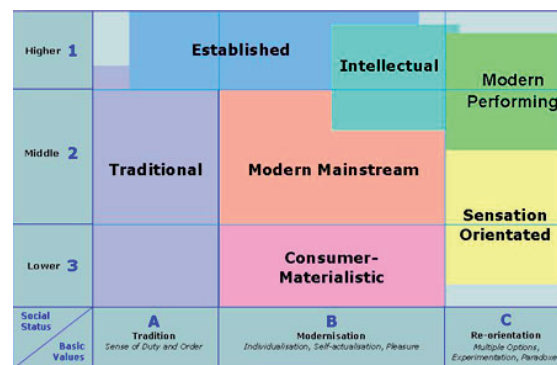 Higher 1
Established
Intellectual
Modern
Performing
Middle 2
Traditional
Modern Mainstream
Sensation
Orientated
Lower 3
Consumer-
Materialistic
Social
Status
Basic
Values
A
Tradition
Sense of Duty and Order
B
Modernisation
Individualisation, Self-actualisation, Pleasure
C
Re-orientation
Multiple Options,
Experimentation, Paradoxes